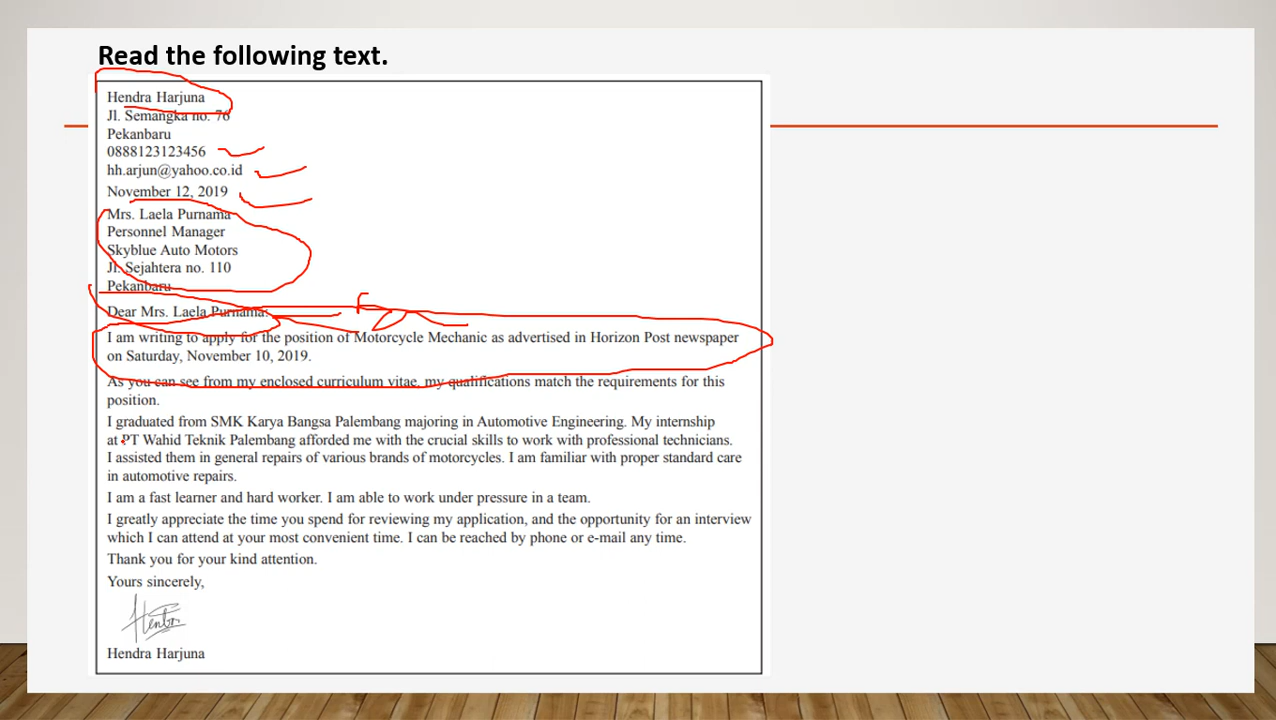 Read the following text.
Hendra Harjuna
Jl. Semangka no. 76
Pekanbaru
0888123123456
hh.arjun@yahoo.co.id
November 12, 2019
Mrs. Laela Purnama
Personnel Manager
Skyblue Auto Motors
Jl. Sejahtera no. 110
Pekanbaru
Dear Mrs. Laela Purnama:
I am writing to apply for the position of Motorcycle Mechanic as advertised in Horizon Post newspaper
on Saturday, November 10, 2019.
As you can see from my enclosed curriculum vitae, my qualifications match the requirements for this
position.
I graduated from SMK Karya Bangsa Palembang majoring in Automotive Engineering. My internship
at PT Wahid Teknik Palembang afforded me with the crucial skills to work with professional technicians.
I assisted them in general repairs of various brands of motorcycles. I am familiar with proper standard care
in automotive repairs.
I am a fast learner and hard worker. I am able to work under pressure in a team.
I greatly appreciate the time you spend for reviewing my application, and the opportunity for an interview
which I can attend at your most convenient time. I can be reached by phone or e-mail any time.
Thank you for your kind attention.
Yours sincerely,
Hendra Harjuna